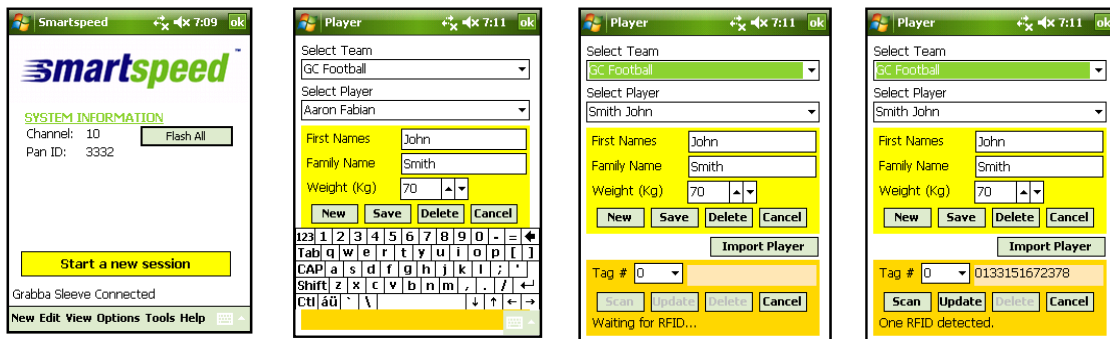 Smartspeed 7:09 ok
smartspeed™
SYSTEM INFORMATION
Channel: 10 Flash All
Pan ID: 3332
Start a new session
Grabba Sleeve Connected
New Edit View Options Tools Help
Player 7:11 ok
Select Team
GC Football
Select Player
Aaron Fabian
First Names John
Family Name Smith
Weight (Kg) 70
New Save Delete Cancel
123 1 2 3 4 5 6 7 8 9 0 - =
Tab q w e r t y u i o p [ ]
CAP a s d f g h j k l ; '
Shift z x c v b n m , . / ↵
Ctl áü ` \ ↓ ↑ ← →
Player 7:11 ok
Select Team
GC Football
Select Player
Smith John
First Names John
Family Name Smith
Weight (Kg) 70
New Save Delete Cancel
Import Player
Tag # 0
Scan Update Delete Cancel
Waiting for RFID...
Player 7:11 ok
Select Team
GC Football
Select Player
Smith John
First Names John
Family Name Smith
Weight (Kg) 70
New Save Delete Cancel
Import Player
Tag # 0 0133151672378
Scan Update Delete Cancel
One RFID detected.